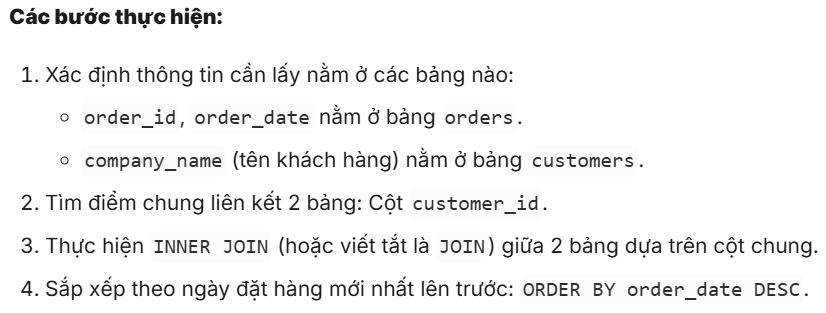 Các bước thực hiện:
1. Xác định thông tin cần lấy nằm ở các bảng nào:
order_id, order_date nằm ở bảng orders.
company_name (tên khách hàng) nằm ở bảng customers.
2. Tìm điểm chung liên kết 2 bảng: Cột customer_id.
3. Thực hiện INNER JOIN (hoặc viết tắt là JOIN) giữa 2 bảng dựa trên cột chung.
4. Sắp xếp theo ngày đặt hàng mới nhất lên trước: ORDER BY order_date DESC.